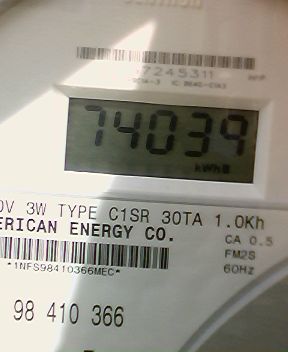 7245311
74039
kWhB
0V 3W TYPE C1SR 30TA 1.0Kh
ERICAN ENERGY CO.
CA 0.5
FM2S
*1NFS98410366MEC*
60Hz
98 410 366